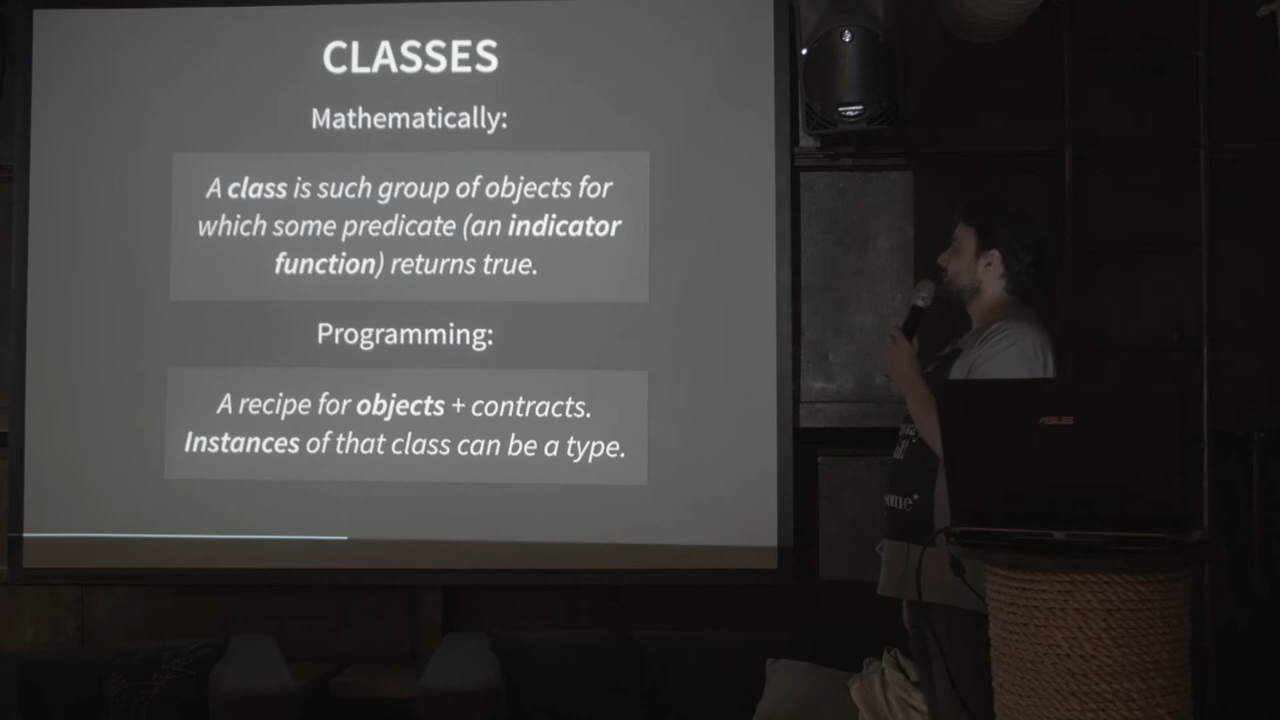 CLASSES
Mathematically:
A class is such group of objects for
which some predicate (an indicator
function) returns true.
Programming:
A recipe for objects + contracts.
Instances of that class can be a type.
ASUS